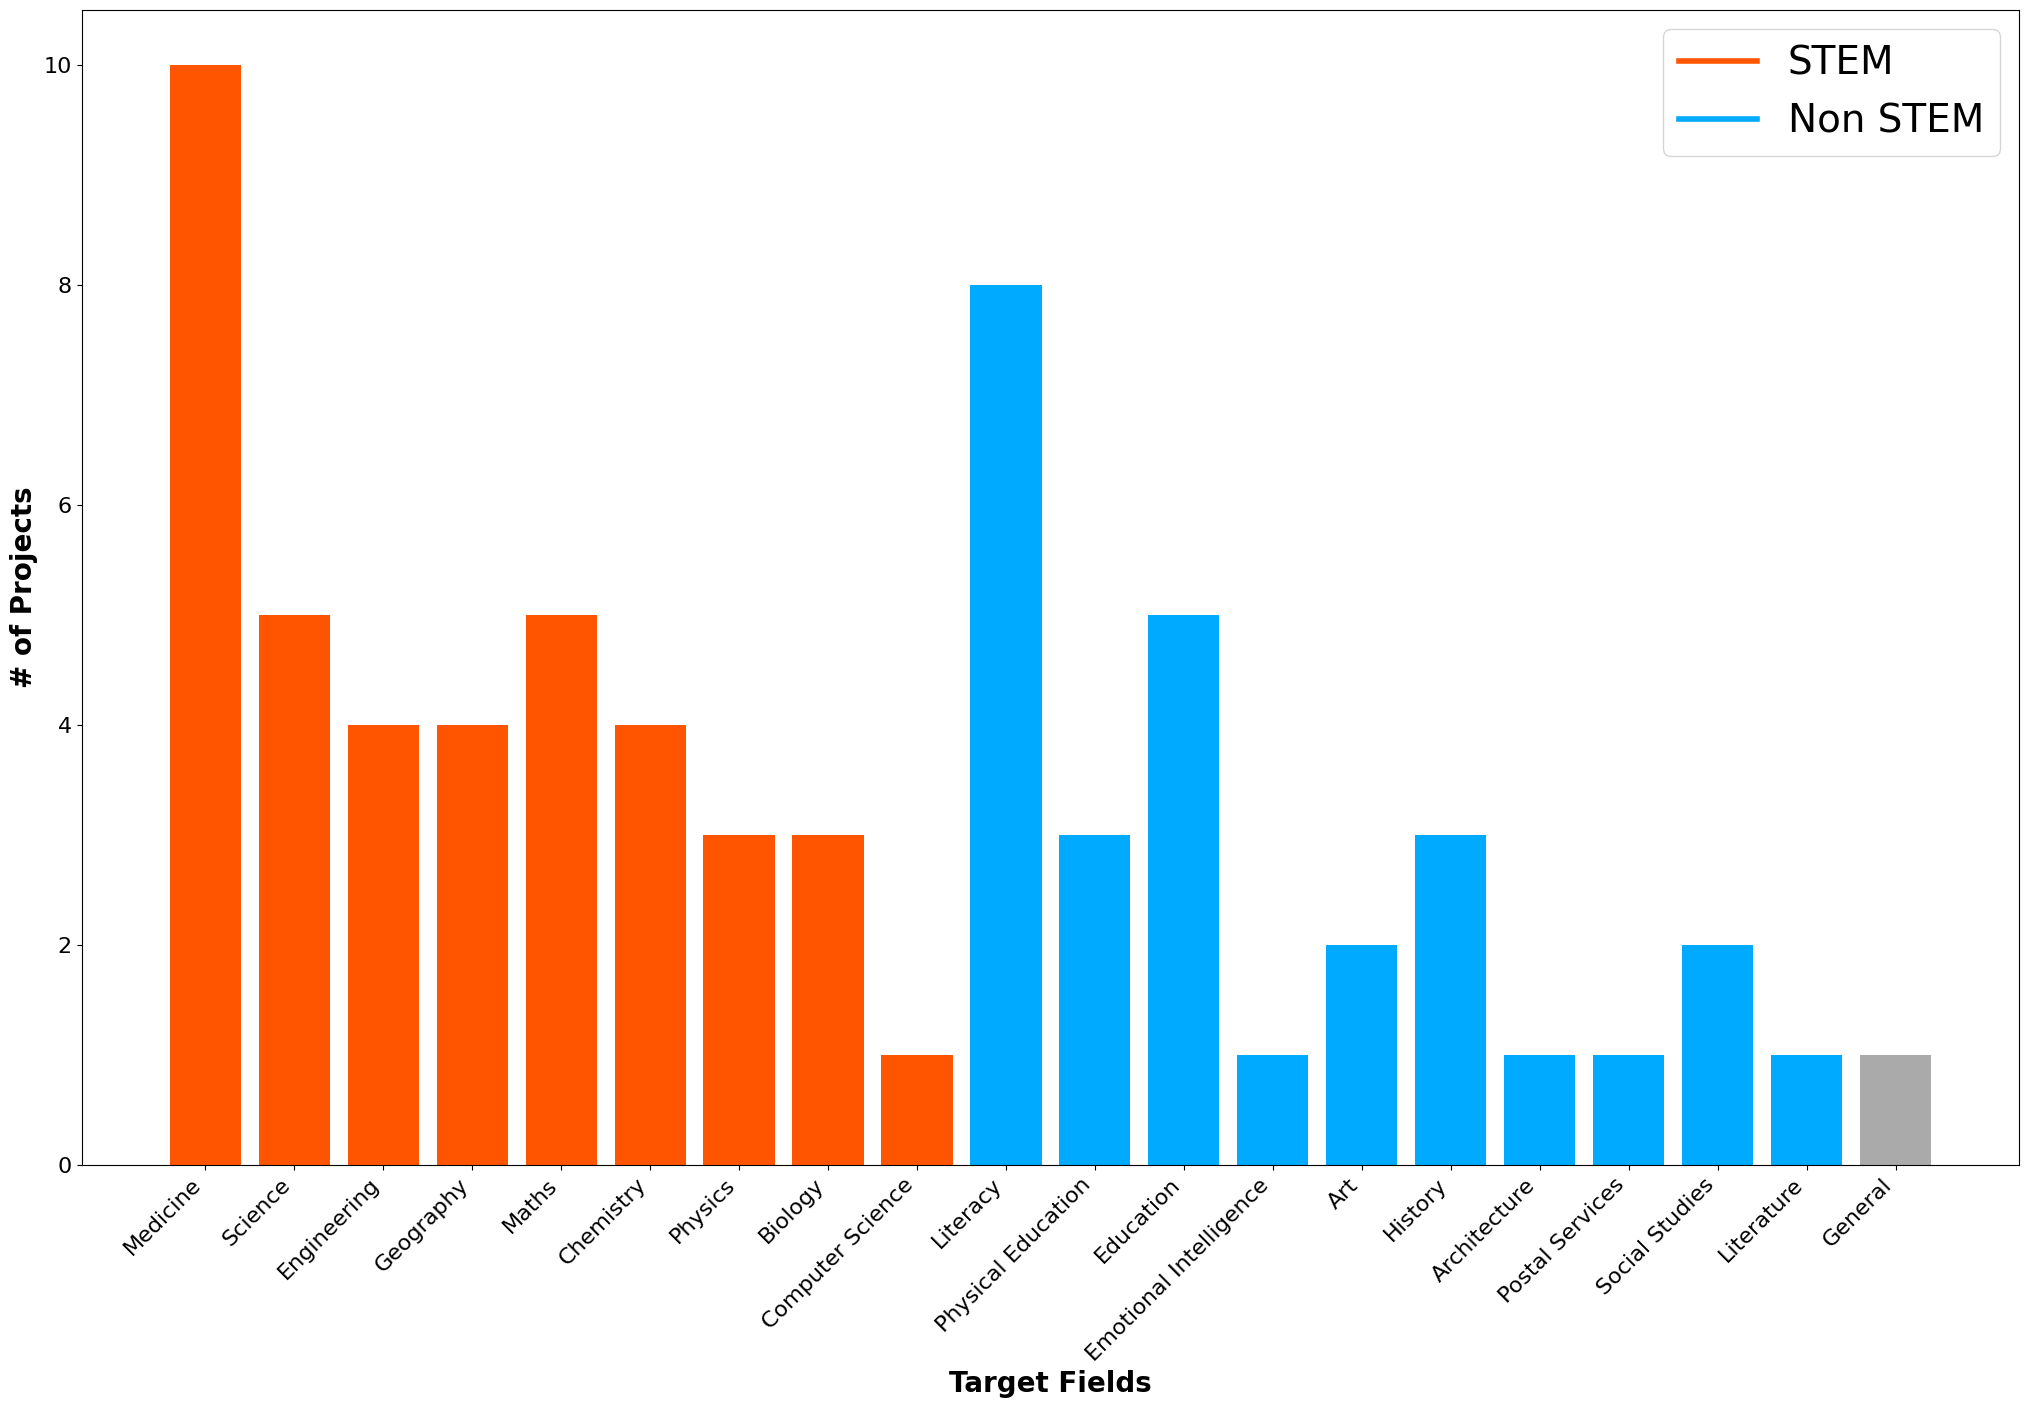 STEM
Non STEM
# of Projects
10
8
6
4
2
0
Medicine
Science
Engineering
Geography
Maths
Chemistry
Physics
Biology
Computer Science
Literacy
Physical Education
Education
Emotional Intelligence
Art
History
Architecture
Postal Services
Social Studies
Literature
General
Target Fields